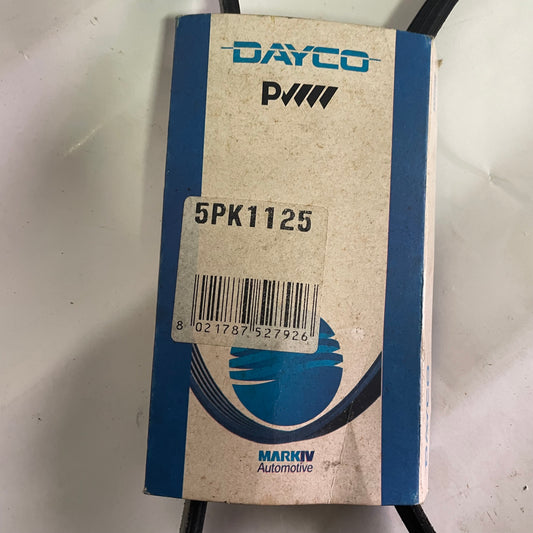 DAYCO
PV
5PK1125
8 021787 527926
MARKIV
Automotive